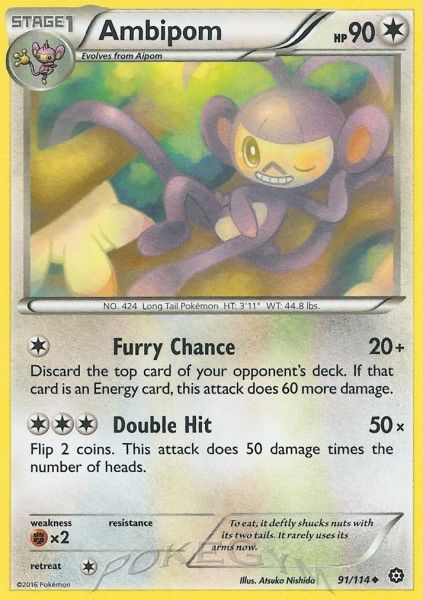 STAGE1 Ambipom HP 90
Evolves from Aipom
NO. 424 Long Tail Pokémon HT: 3'11" WT: 44.8 lbs.
Furry Chance 20+
Discard the top card of your opponent's deck. If that
card is an Energy card, this attack does 60 more damage.
Double Hit 50×
Flip 2 coins. This attack does 50 damage times the
number of heads.
weakness resistance
×2
To eat, it deftly shucks nuts with
its two tails. It rarely uses its
arms now.
retreat
POKEGYM
©2016 Pokémon Illus. Atsuko Nishida 91/114